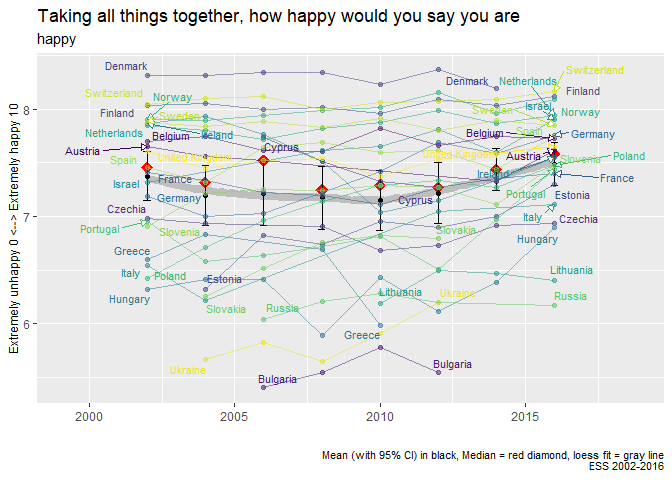 Taking all things together, how happy would you say you are
happy
Extremely unhappy 0 <--> Extremely happy 10
8
7
6
Denmark
Switzerland
Finland
Norway
Sweden
Netherlands
Ireland
Belgium
Austria
Spain
United Kingdom
Cyprus
France
Israel
Germany
Czechia
Portugal
Slovenia
Greece
Italy
Poland
Estonia
Hungary
Slovakia
Russia
Ukraine
Bulgaria
Switzerland
Denmark
Netherlands
Finland
Israel
Norway
Sweden
Spain
Belgium
Germany
United Kingdom
Austria
Slovenia
Poland
Ireland
France
Portugal
Cyprus
Estonia
Italy
Czechia
Slovakia
Hungary
Lithuania
Lithuania
Ukraine
Russia
Greece
Bulgaria
2000
2005
2010
2015
Mean (with 95% CI) in black, Median = red diamond, loess fit = gray line
ESS 2002-2016